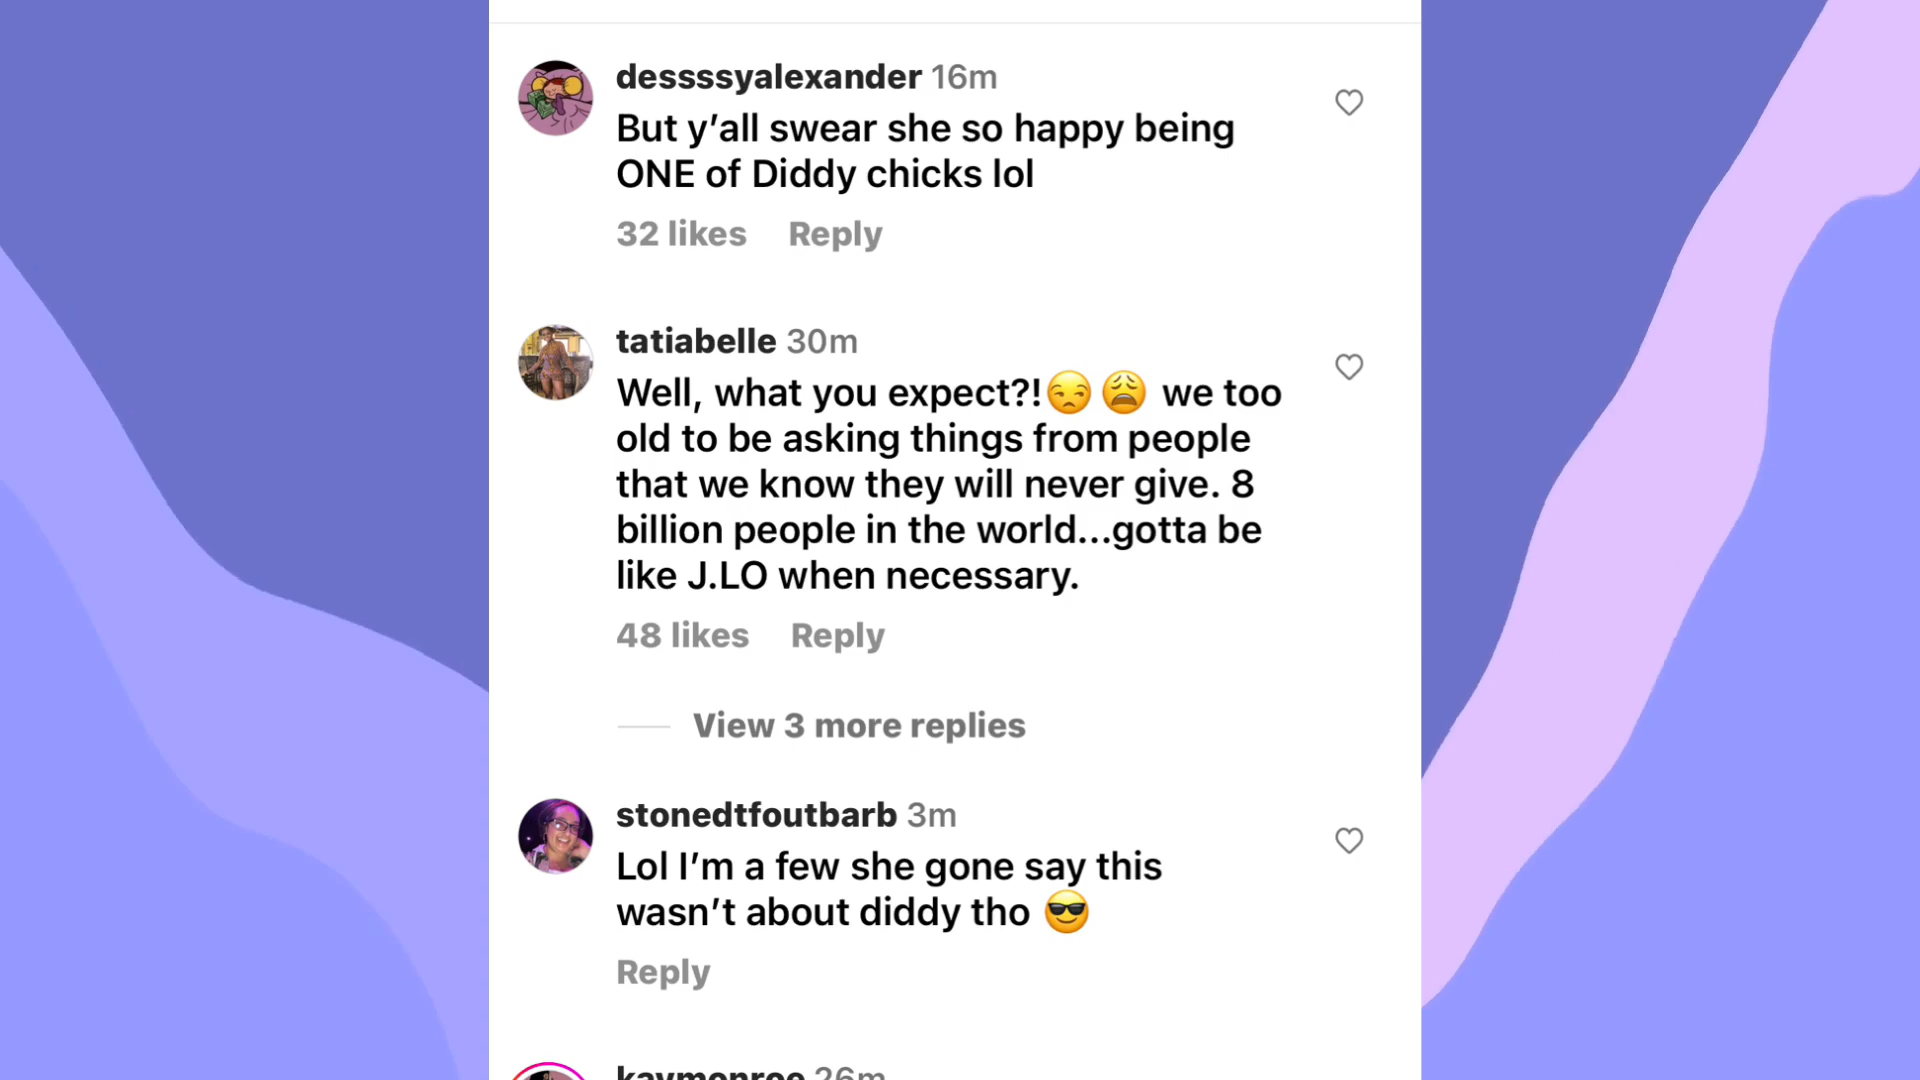 dessssyalexander 16m
But y’all swear she so happy being
ONE of Diddy chicks lol
32 likes Reply
tatiabelle 30m
Well, what you expect?!😒😩 we too
old to be asking things from people
that we know they will never give. 8
billion people in the world...gotta be
like J.LO when necessary.
48 likes Reply
View 3 more replies
stonedtfoutbarb 3m
Lol I’m a few she gone say this
wasn’t about diddy tho 😎
Reply
kaymonroe 26m